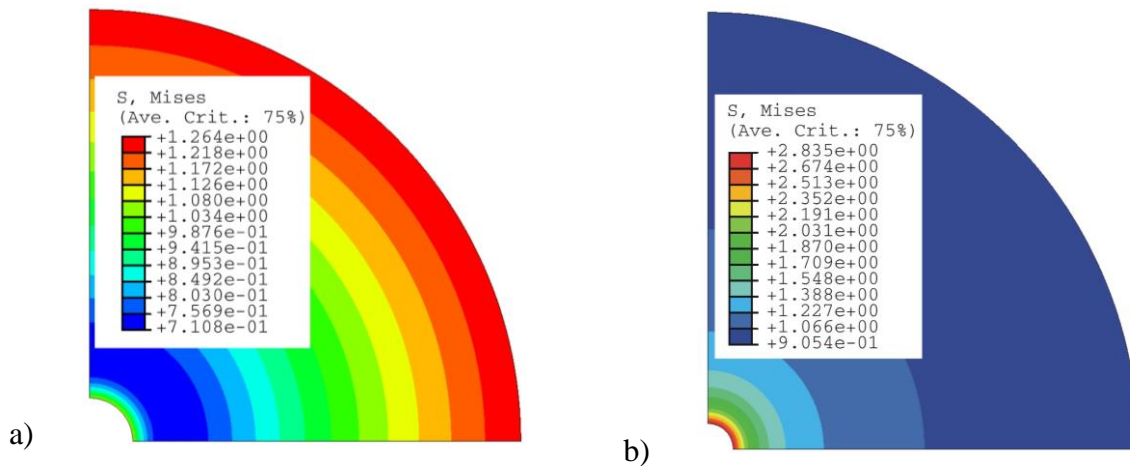 S, Mises
(Ave. Crit.: 75%)
+1.264e+00
+1.218e+00
+1.172e+00
+1.126e+00
+1.080e+00
+1.034e+00
+9.876e-01
+9.415e-01
+8.953e-01
+8.492e-01
+8.030e-01
+7.569e-01
+7.108e-01
a)
S, Mises
(Ave. Crit.: 75%)
+2.835e+00
+2.674e+00
+2.513e+00
+2.352e+00
+2.191e+00
+2.031e+00
+1.870e+00
+1.709e+00
+1.548e+00
+1.388e+00
+1.227e+00
+1.066e+00
+9.054e-01
b)